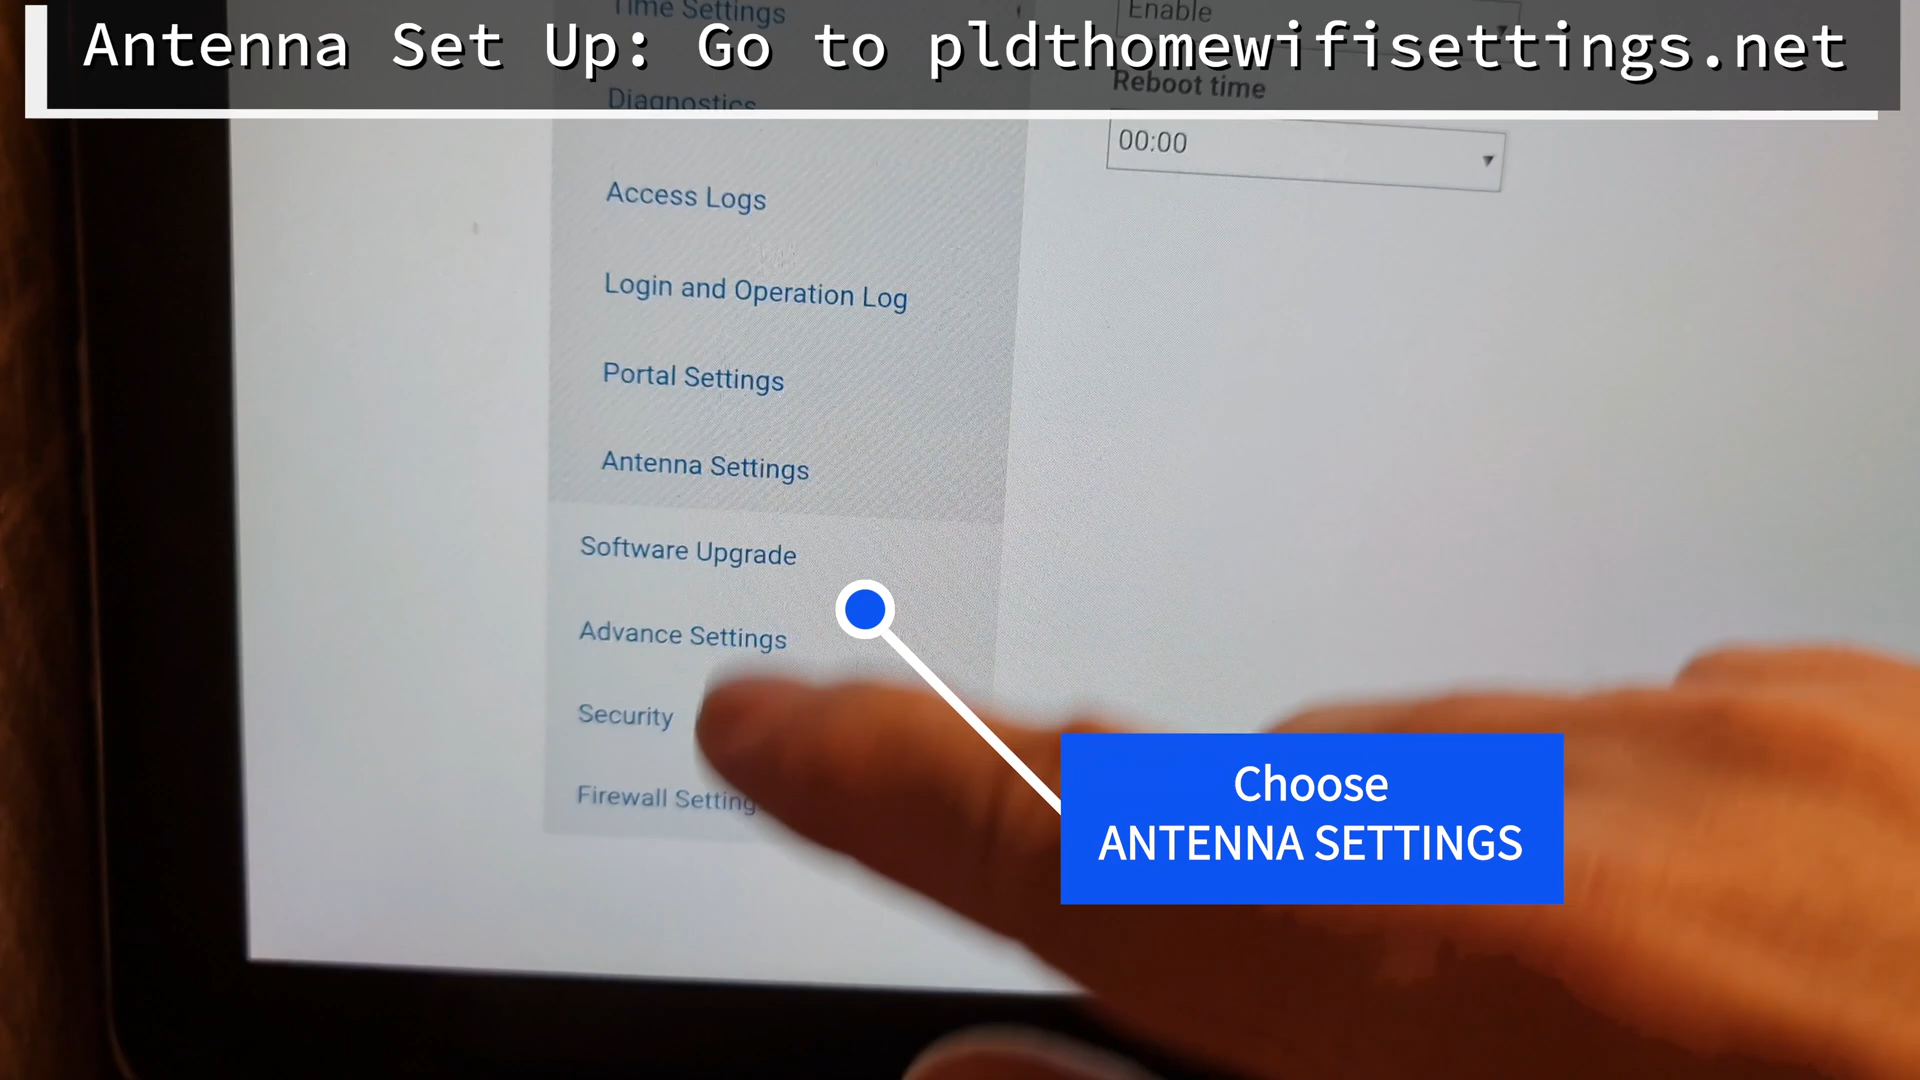 Antenna Set Up: Go to pldthomewifisettings.net
Time Settings
Enable
Diagnostics
Reboot time
00:00
Access Logs
Login and Operation Log
Portal Settings
Antenna Settings
Software Upgrade
Advance Settings
Security
Firewall Setting
Choose
ANTENNA SETTINGS